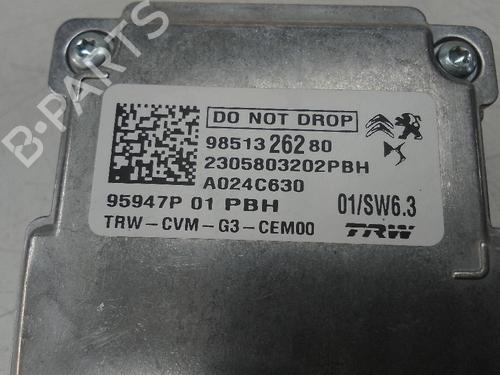 DO NOT DROP
98513 262 80
2305803202PBH
A024C630
95947P 01 PBH 01/SW6.3
TRW-CVM-G3-CEM00 TRW
B-PARTS